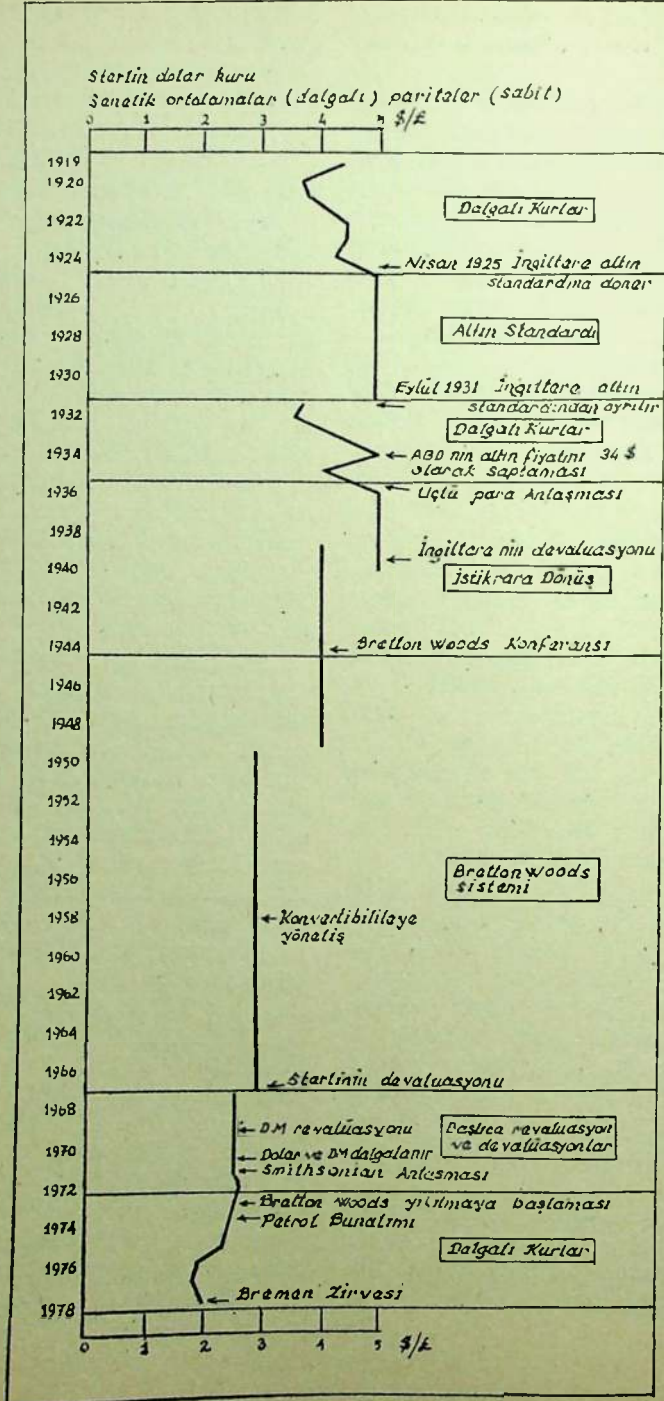 Sterlin dolar kuru
Senelik ortalamalar (dalgalı) pariteler (sabit)
0 1 2 3 4 5 $/£
1919
1920
Dalgalı Kurlar
1922
1924
← Nisan 1925 İngiltere altın
standardına döner
1926
Altın Standardı
1928
1930
Eylül 1931 İngiltere altın
← standardından ayrılır
1932
Dalgalı Kurlar
1934
← ABD nin altın fiyatını 34 $
olarak saptaması
1936
← Üçlü para Anlaşması
1938
← İngiltere nin devaluasyonu
1940
İstikrara Dönüş
1942
1944
← Bretton Woods Konferansı
1946
1948
1950
1952
1954
1956
Bretton Woods
sistemi
1958
← Konvertibiliteye
yöneliş
1960
1962
1964
1966
← Sterlinin devaluasyonu
1968
← DM revalüasyonu
Başlıca revalüasyon
ve devalüasyonlar
1970
← Dolar ve DM dalgalanır
← Smithsonian Anlaşması
1972
← Bretton Woods yıkılmaya başlaması
← Petrol Bunalımı
1974
Dalgalı Kurlar
1976
← Bremen Zirvesi
1978
0 1 2 3 4 5 $/£